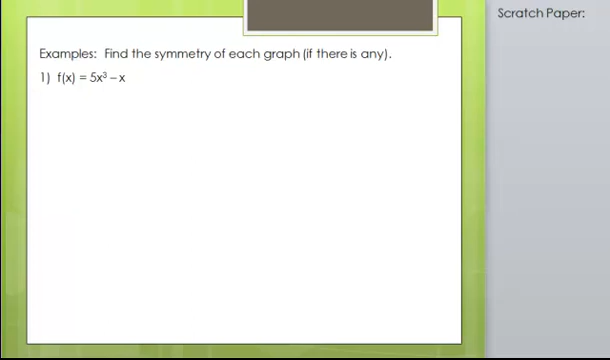 Scratch Paper:
Examples:  Find the symmetry of each graph (if there is any).
1)  f(x) = 5x³ – x